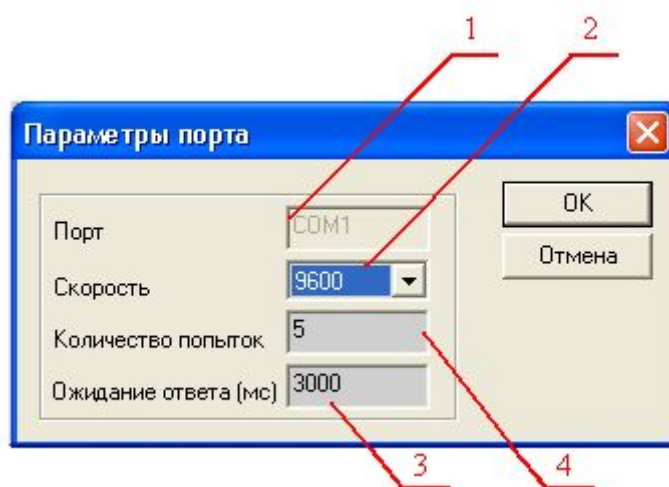 1 2
Параметры порта
Порт COM1 OK
Скорость 9600 Отмена
Количество попыток 5
Ожидание ответа (мс) 3000
3 4